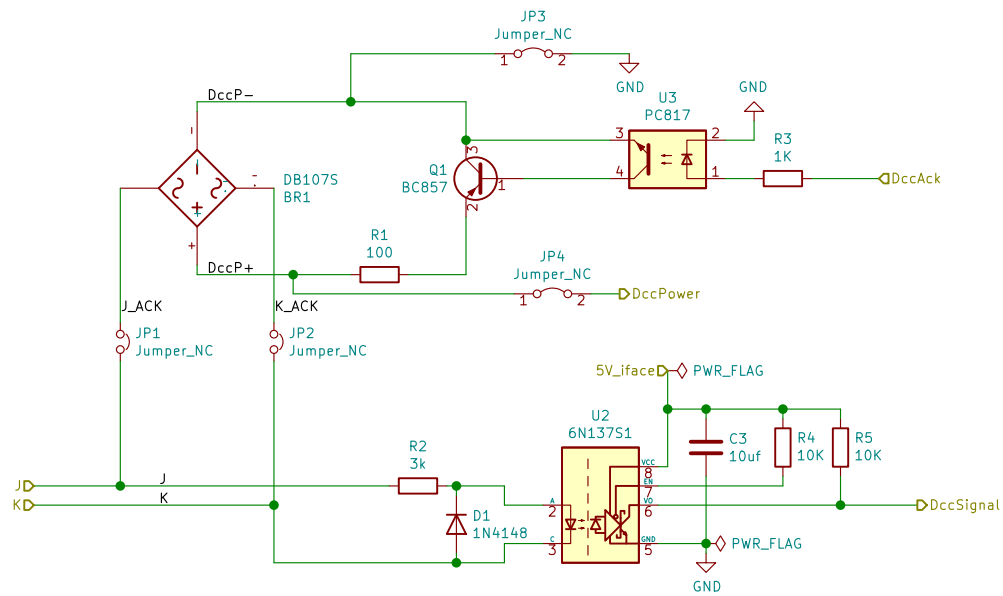 JP3
Jumper_NC
1
2
GND
DccP-
U3
PC817
GND
3
2
4
1
R3
1K
DccAck
Q1
BC857
3
1
2
DB107S
BR1
-
+
R1
100
DccP+
JP4
Jumper_NC
1
2
DccPower
J_ACK
K_ACK
JP1
Jumper_NC
JP2
Jumper_NC
5V_iface
PWR_FLAG
U2
6N137S1
C3
10uf
R4
10K
R5
10K
R2
3k
J
J
K
K
D1
1N4148
A
2
C
3
VCC
8
EN
7
VO
6
GND
5
DccSignal
PWR_FLAG
GND